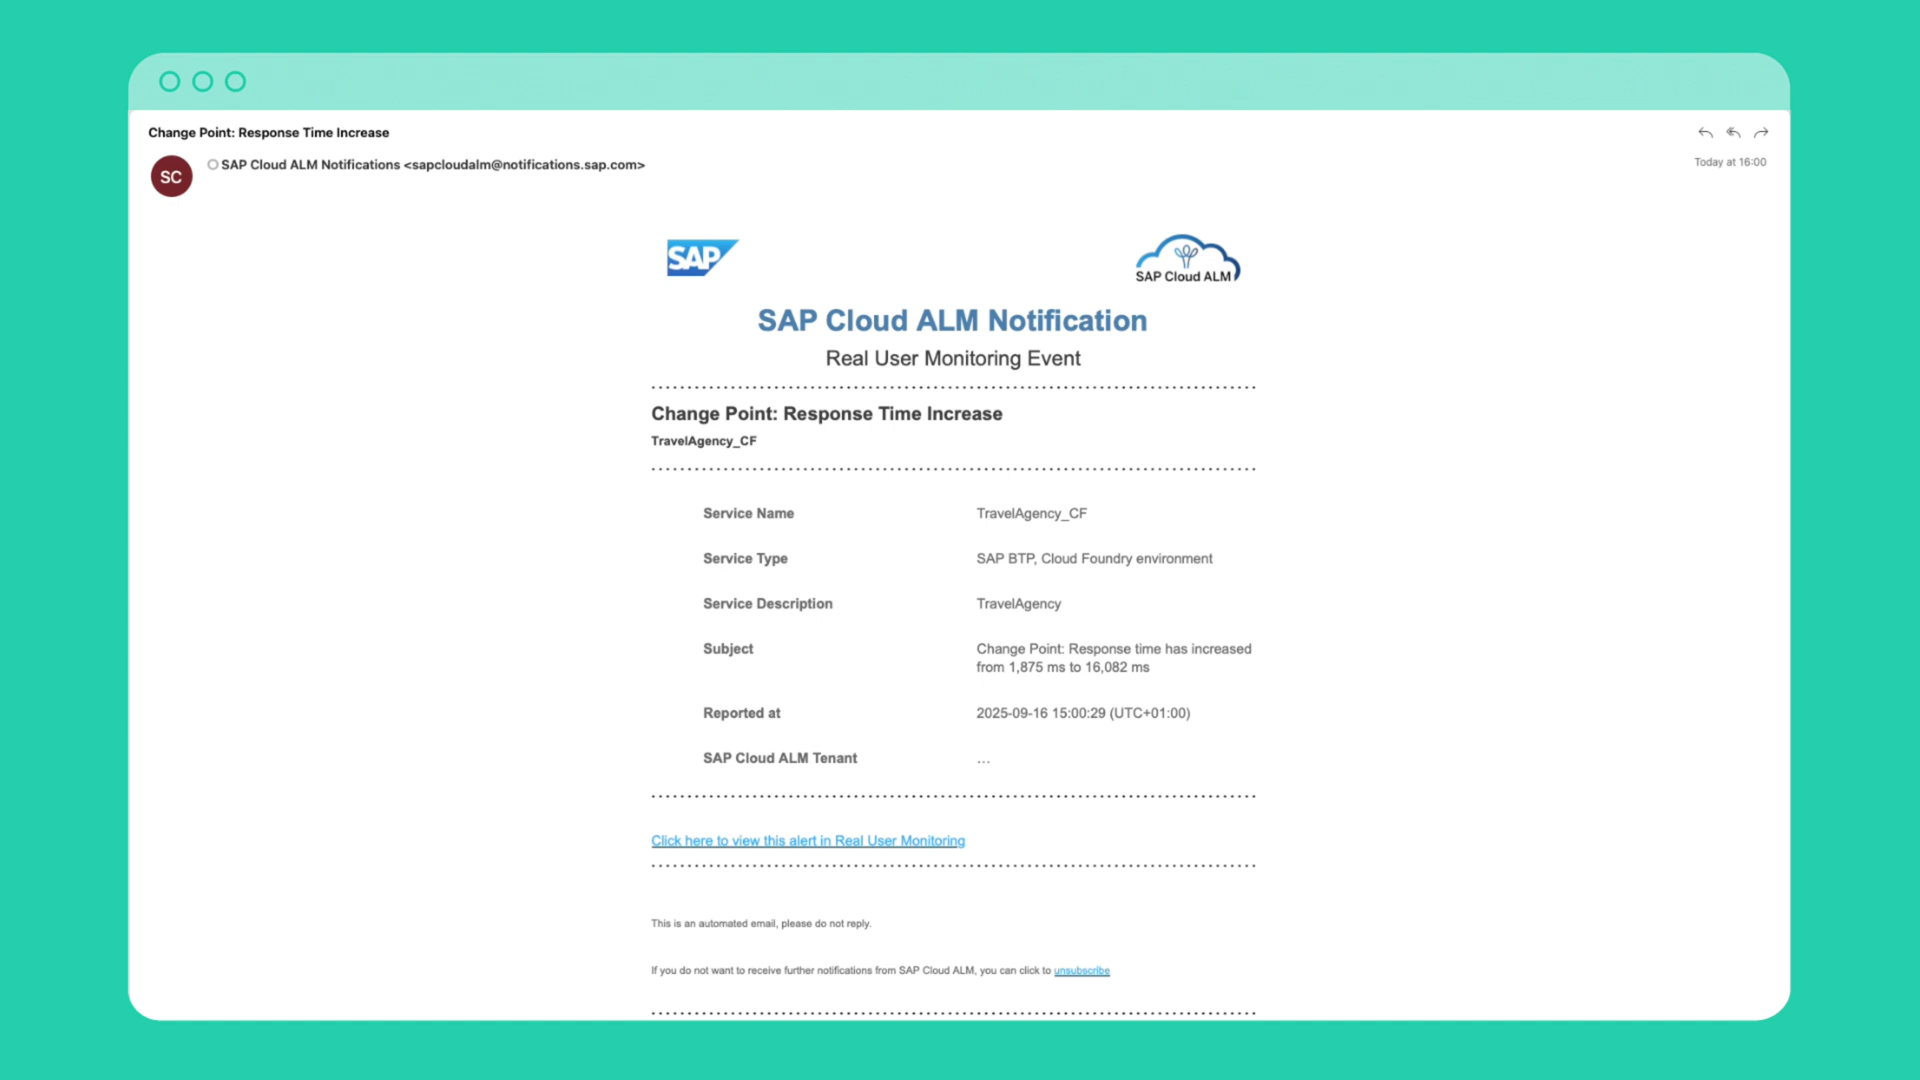 Change Point: Response Time Increase
SC
SAP Cloud ALM Notifications <sapcloudalm@notifications.sap.com>
Today at 16:00
SAP
SAP Cloud ALM
SAP Cloud ALM Notification
Real User Monitoring Event
Change Point: Response Time Increase
TravelAgency_CF
Service Name TravelAgency_CF
Service Type SAP BTP, Cloud Foundry environment
Service Description TravelAgency
Subject Change Point: Response time has increased
from 1,875 ms to 16,082 ms
Reported at 2025-09-16 15:00:29 (UTC+01:00)
SAP Cloud ALM Tenant ...
Click here to view this alert in Real User Monitoring
This is an automated email, please do not reply.
If you do not want to receive further notifications from SAP Cloud ALM, you can click to unsubscribe